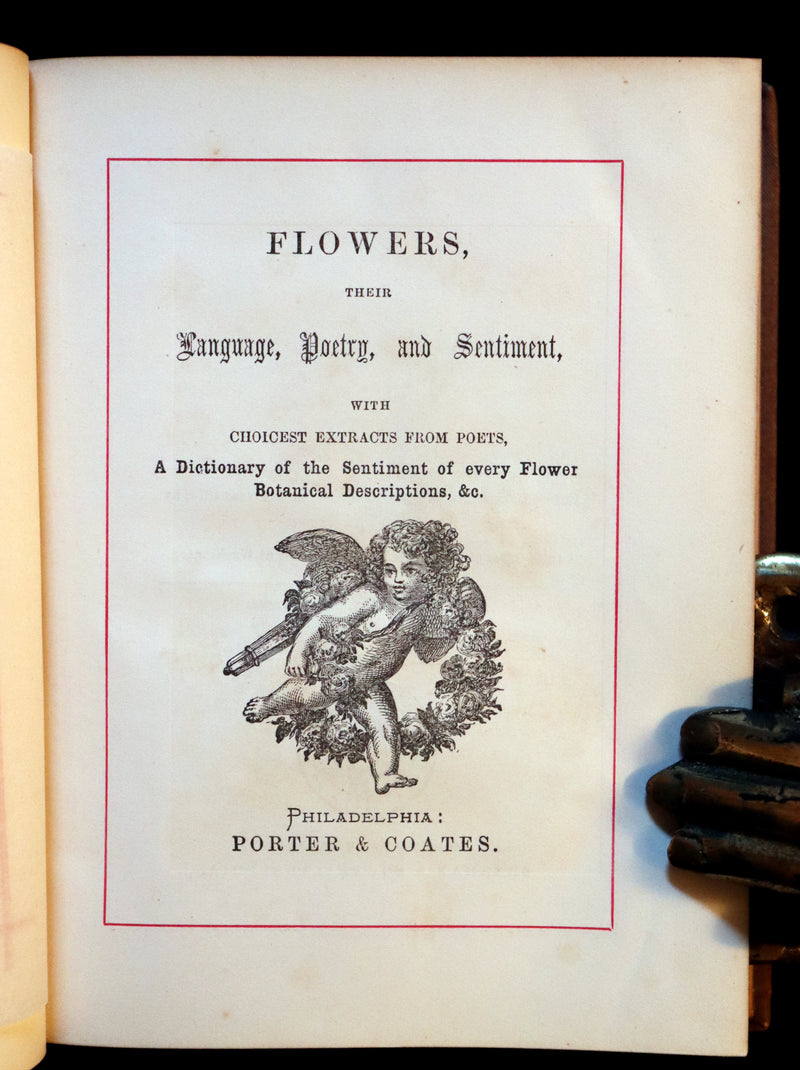 FLOWERS,
THEIR
Language, Poetry, and Sentiment,
WITH
CHOICEST EXTRACTS FROM POETS,
A Dictionary of the Sentiment of every Flower
Botanical Descriptions, &c.
PHILADELPHIA:
PORTER & COATES.